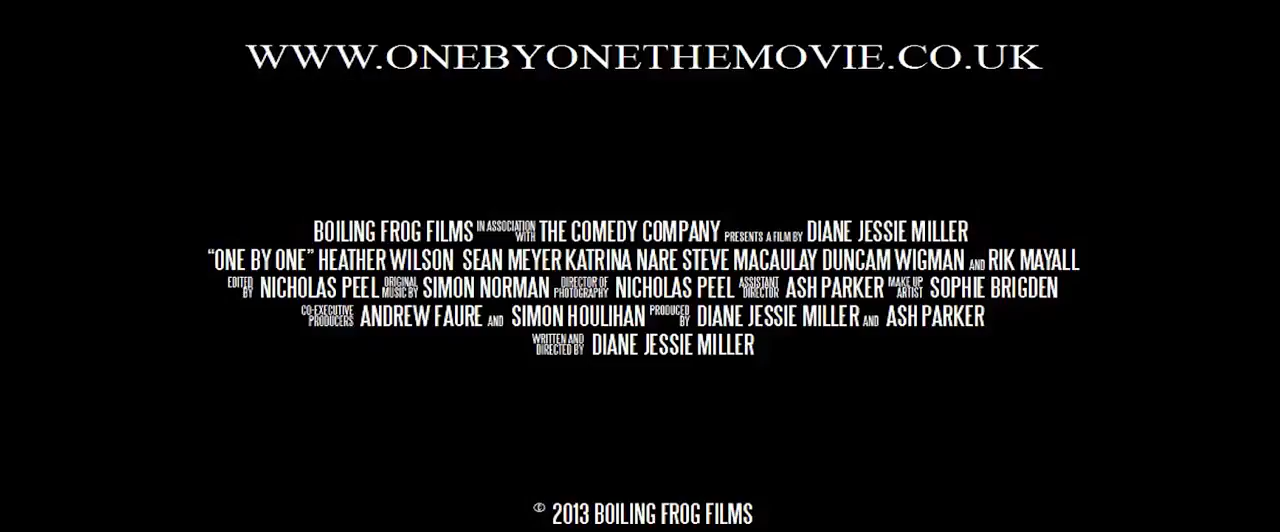 WWW.ONEBYONETHEMOVIE.CO.UK
BOILING FROG FILMS IN ASSOCIATION WITH THE COMEDY COMPANY PRESENTS A FILM BY DIANE JESSIE MILLER
“ONE BY ONE” HEATHER WILSON SEAN MEYER KATRINA NARE STEVE MACAULAY DUNCAM WIGMAN AND RIK MAYALL
EDITED BY NICHOLAS PEEL ORIGINAL MUSIC BY SIMON NORMAN DIRECTOR OF PHOTOGRAPHY NICHOLAS PEEL ASSISTANT DIRECTOR ASH PARKER MAKE UP ARTIST SOPHIE BRIGDEN
CO-EXECUTIVE PRODUCERS ANDREW FAURE AND SIMON HOULIHAN PRODUCED BY DIANE JESSIE MILLER AND ASH PARKER
WRITTEN AND DIRECTED BY DIANE JESSIE MILLER
© 2013 BOILING FROG FILMS